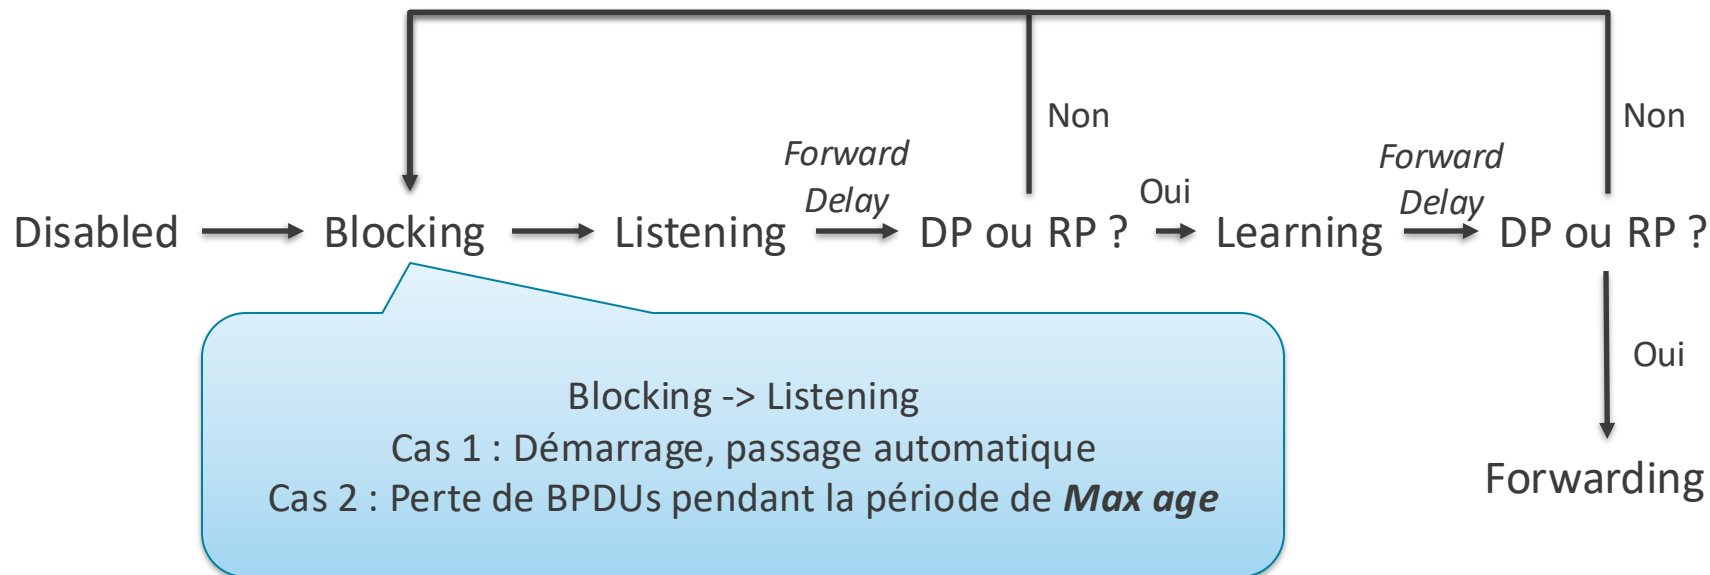 Non
Non
Forward
Delay
Oui
Forward
Delay
Disabled
Blocking
Listening
DP ou RP ?
Learning
DP ou RP ?
Oui
Blocking -> Listening
Cas 1 : Démarrage, passage automatique
Cas 2 : Perte de BPDUs pendant la période de Max age
Forwarding